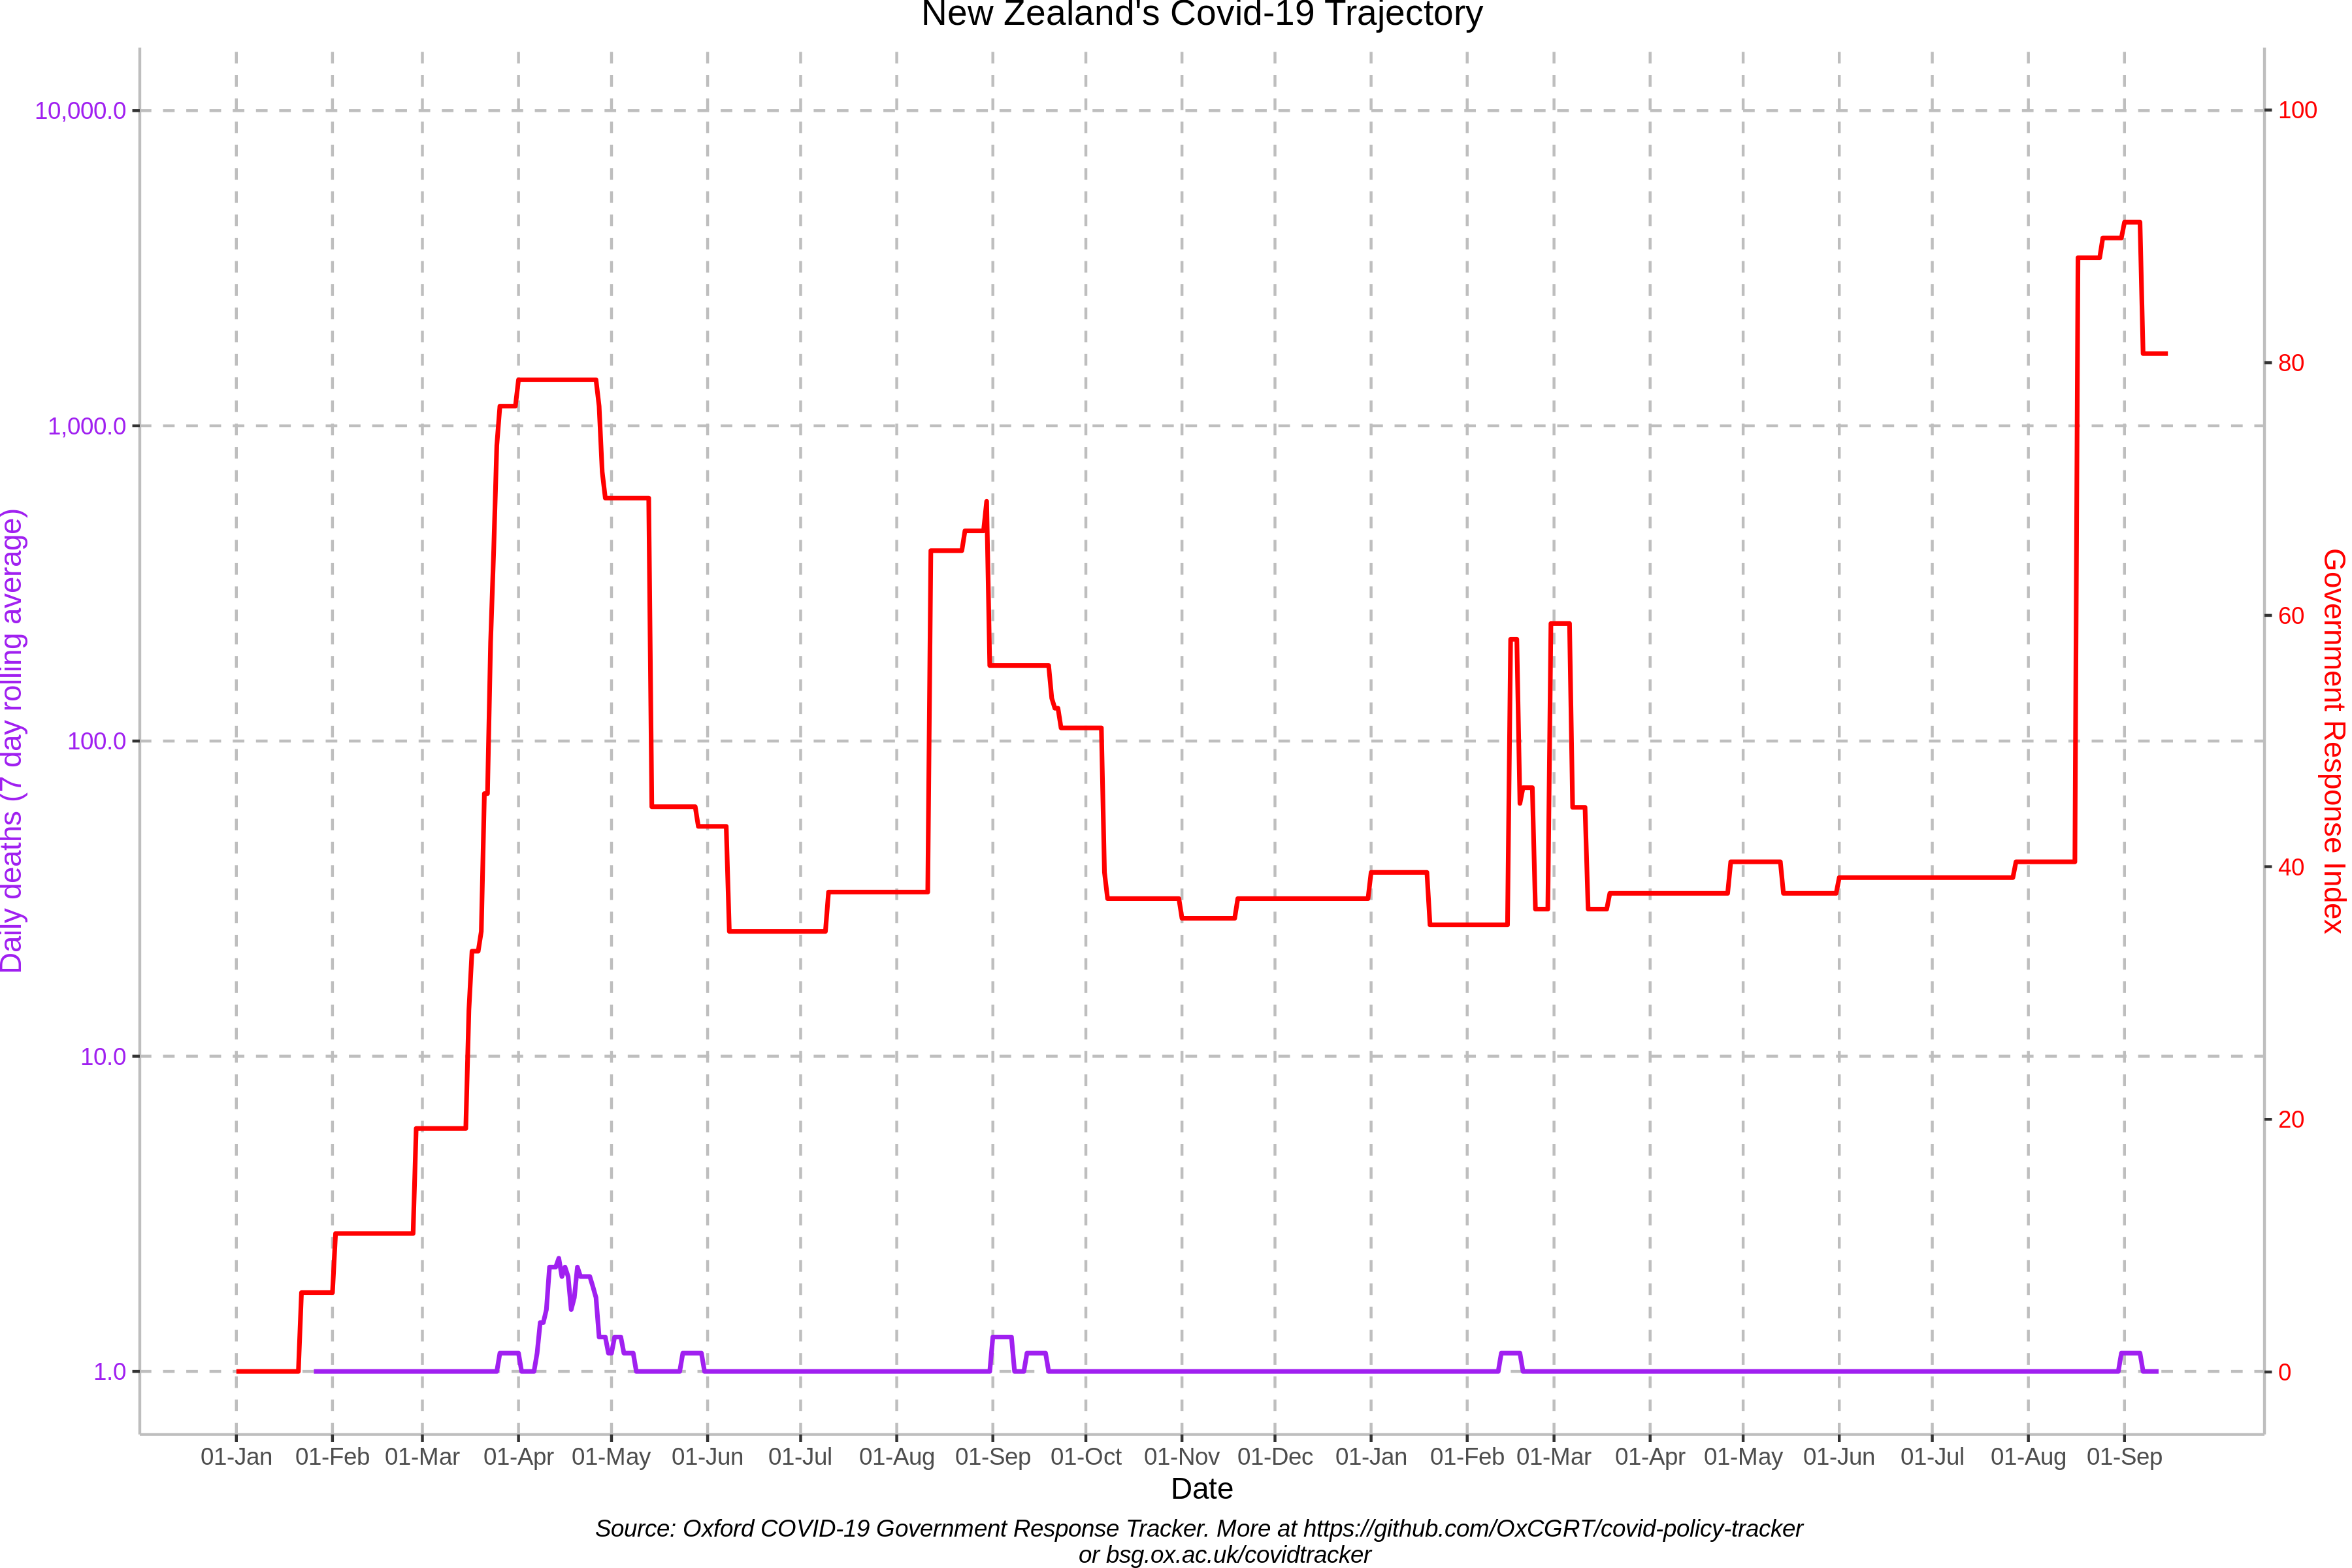 New Zealand's Covid-19 Trajectory
10,000.0
1,000.0
100.0
10.0
1.0
Daily deaths (7 day rolling average)
100
80
60
40
20
0
Government Response Index
01-Jan 01-Feb 01-Mar 01-Apr 01-May 01-Jun 01-Jul 01-Aug 01-Sep 01-Oct 01-Nov 01-Dec 01-Jan 01-Feb 01-Mar 01-Apr 01-May 01-Jun 01-Jul 01-Aug 01-Sep
Date
Source: Oxford COVID-19 Government Response Tracker. More at https://github.com/OxCGRT/covid-policy-tracker
or bsg.ox.ac.uk/covidtracker